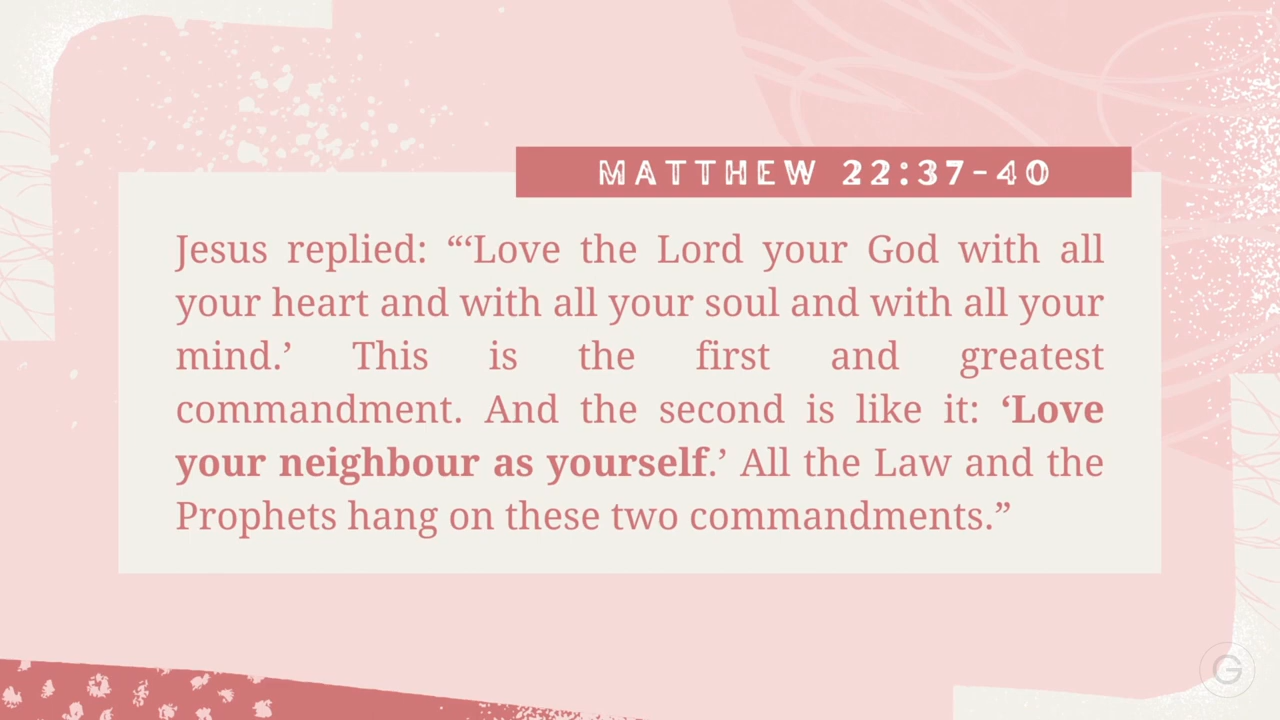 MATTHEW 22:37-40
Jesus replied: “‘Love the Lord your God with all
your heart and with all your soul and with all your
mind.’ This is the first and greatest
commandment. And the second is like it: ‘Love
your neighbour as yourself.’ All the Law and the
Prophets hang on these two commandments.”
G